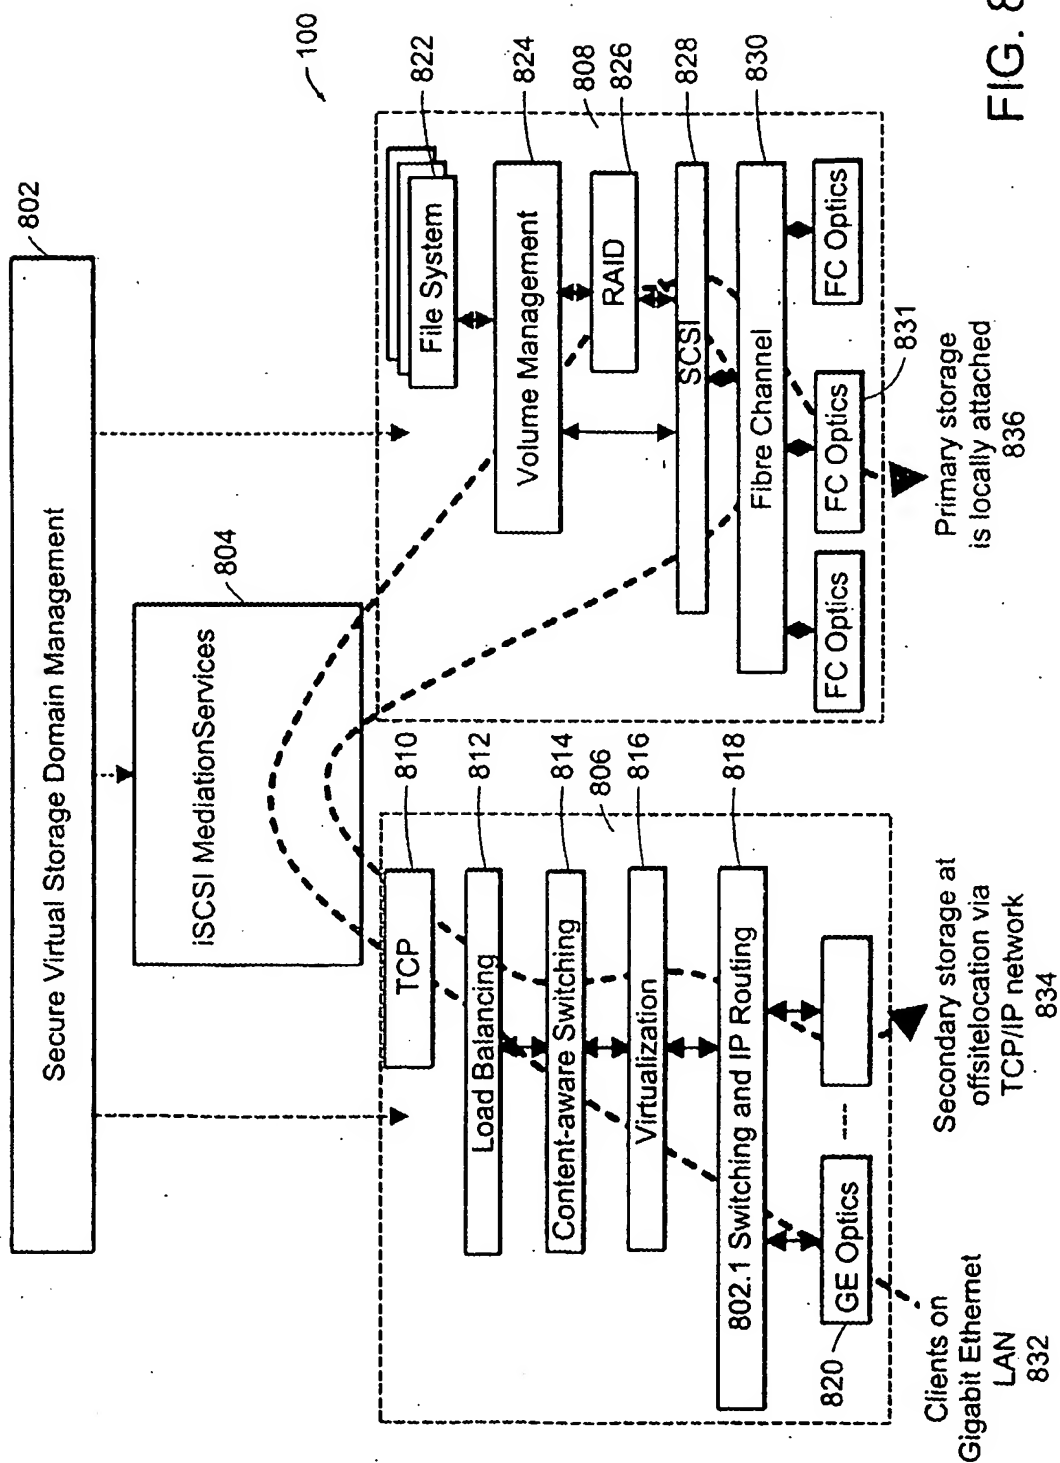 100
802
Secure Virtual Storage Domain Management
804
iSCSI MediationServices
810
TCP
812
Load Balancing
814
Content-aware Switching
806
816
Virtualization
818
802.1 Switching and IP Routing
820
GE Optics
Clients on
Gigabit Ethernet
LAN
832
Secondary storage at
offsitelocation via
TCP/IP network
834
822
File System
824
Volume Management
808
826
RAID
828
SCSI
830
Fibre Channel
FC Optics
FC Optics
FC Optics
831
Primary storage
is locally attached
836
FIG. 8